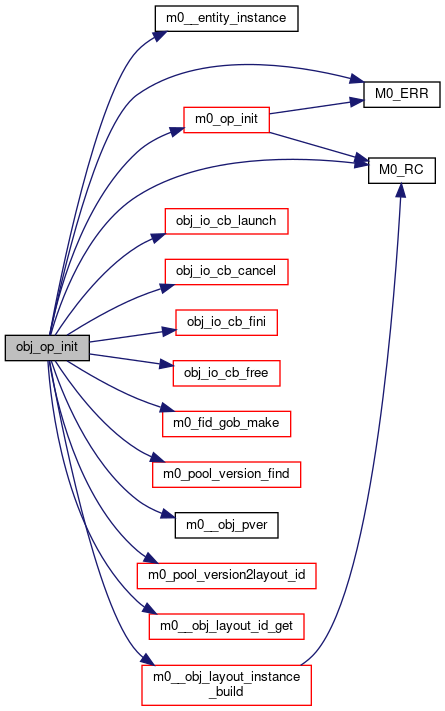 m0__entity_instance
M0_ERR
m0_op_init
M0_RC
obj_io_cb_launch
obj_io_cb_cancel
obj_io_cb_fini
obj_op_init
obj_io_cb_free
m0_fid_gob_make
m0_pool_version_find
m0__obj_pver
m0_pool_version2layout_id
m0__obj_layout_id_get
m0__obj_layout_instance
_build